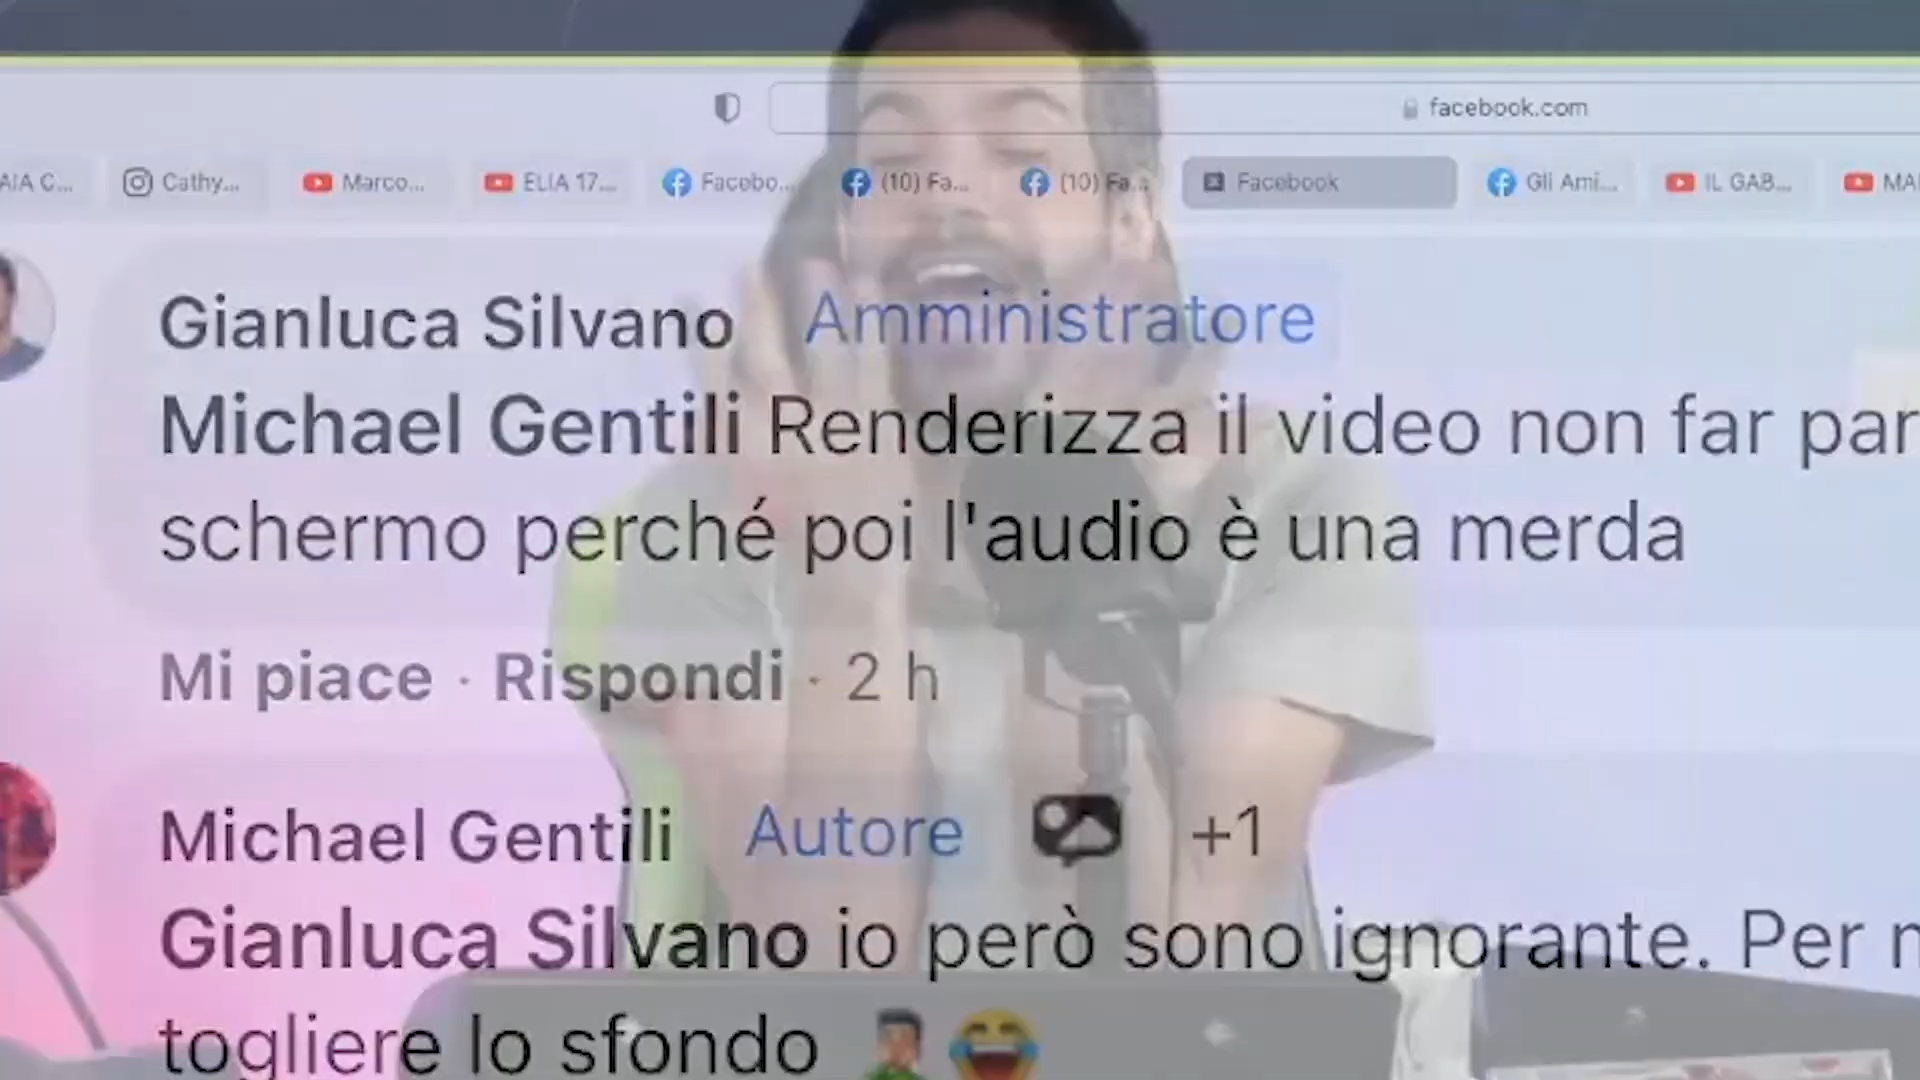 facebook.com
AIA C... Cathy... Marco... ELIA 17... Facebo... (10) Fa... (10) Fa... Facebook Gli Ami... IL GAB... MA
Gianluca Silvano Amministratore
Michael Gentili Renderizza il video non far par
schermo perché poi l'audio è una merda
Mi piace · Rispondi · 2 h
Michael Gentili Autore +1
Gianluca Silvano io però sono ignorante. Per m
togliere lo sfondo